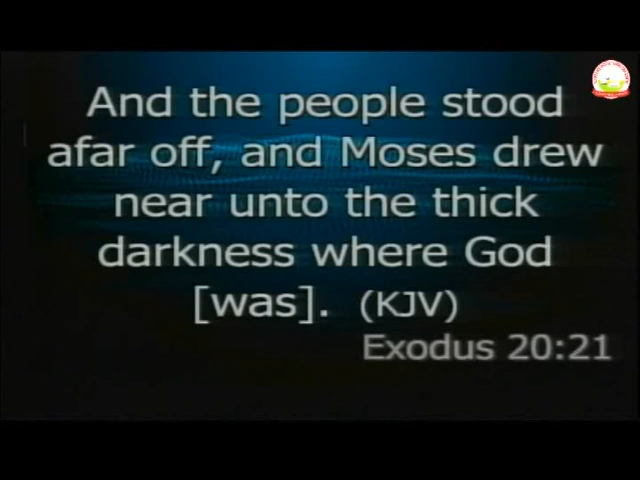 And the people stood
afar off, and Moses drew
near unto the thick
darkness where God
[was]. (KJV)
Exodus 20:21